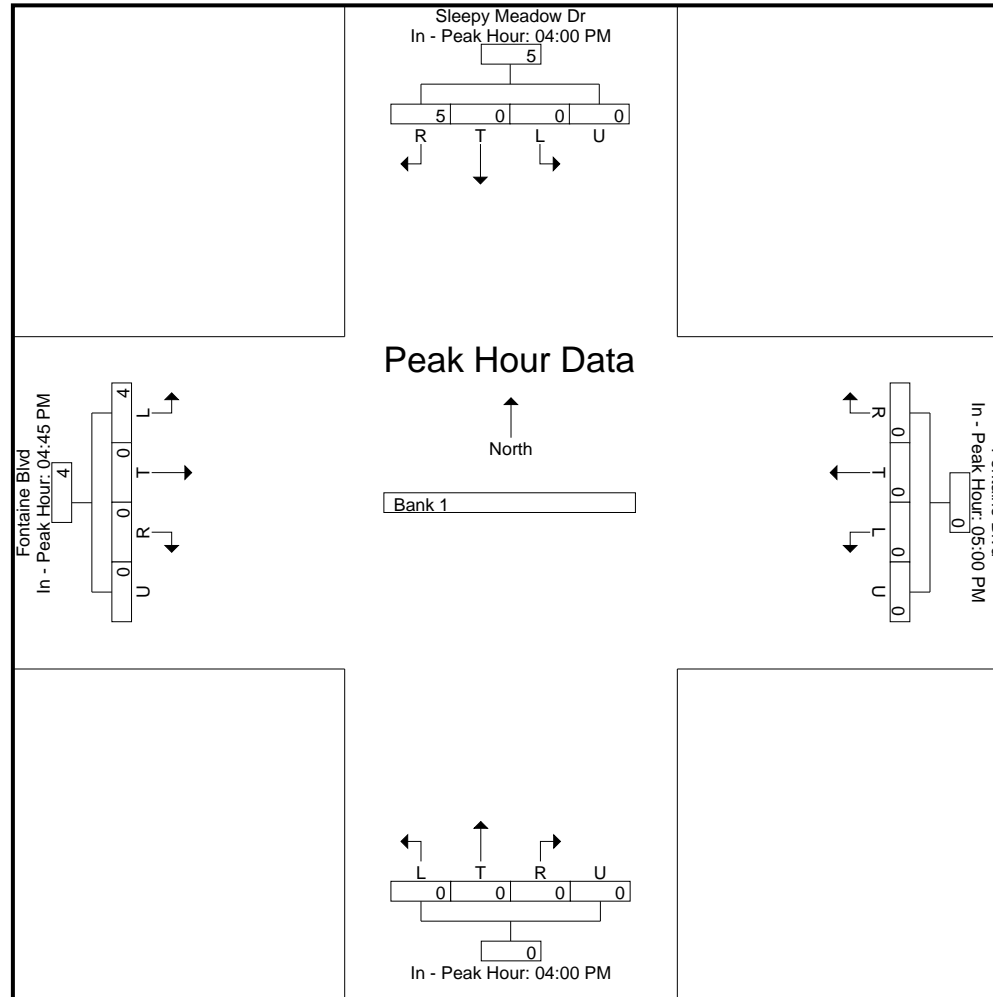 Sleepy Meadow Dr
In - Peak Hour: 04:00 PM
5
5 0 0 0
R T L U
Peak Hour Data
North
Bank 1
Fontaine Blvd
In - Peak Hour: 04:45 PM
4
4 0 0 0
L T R U
R T L U
0 0 0 0
0
In - Peak Hour: 05:00 PM
L T R U
0 0 0 0
0
In - Peak Hour: 04:00 PM